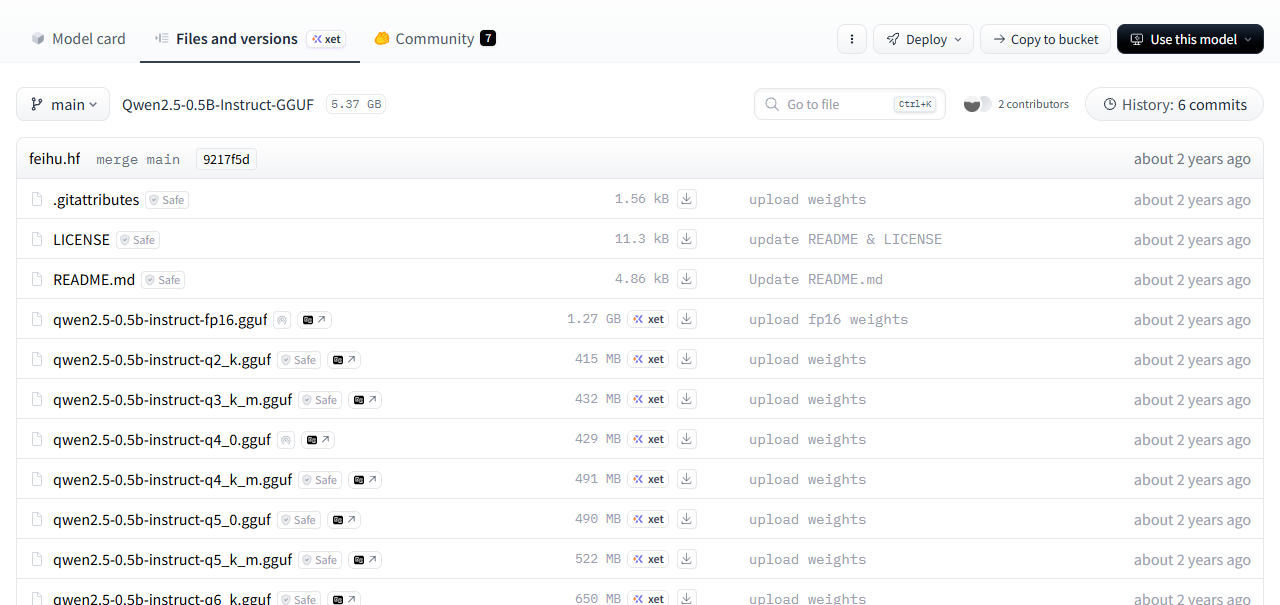 Model card Files and versions xet Community 7 Deploy Copy to bucket Use this model
main Qwen2.5-0.5B-Instruct-GGUF 5.37 GB Go to file Ctrl+K 2 contributors History: 6 commits
feihu.hf merge main 9217f5d about 2 years ago
.gitattributes Safe 1.56 kB upload weights about 2 years ago
LICENSE Safe 11.3 kB update README & LICENSE about 2 years ago
README.md Safe 4.86 kB Update README.md about 2 years ago
qwen2.5-0.5b-instruct-fp16.gguf 1.27 GB xet upload fp16 weights about 2 years ago
qwen2.5-0.5b-instruct-q2_k.gguf Safe 415 MB xet upload weights about 2 years ago
qwen2.5-0.5b-instruct-q3_k_m.gguf Safe 432 MB xet upload weights about 2 years ago
qwen2.5-0.5b-instruct-q4_0.gguf 429 MB xet upload weights about 2 years ago
qwen2.5-0.5b-instruct-q4_k_m.gguf Safe 491 MB xet upload weights about 2 years ago
qwen2.5-0.5b-instruct-q5_0.gguf Safe 490 MB xet upload weights about 2 years ago
qwen2.5-0.5b-instruct-q5_k_m.gguf Safe 522 MB xet upload weights about 2 years ago
qwen2.5-0.5b-instruct-q6_k.gguf Safe 650 MB xet upload weights about 2 years ago